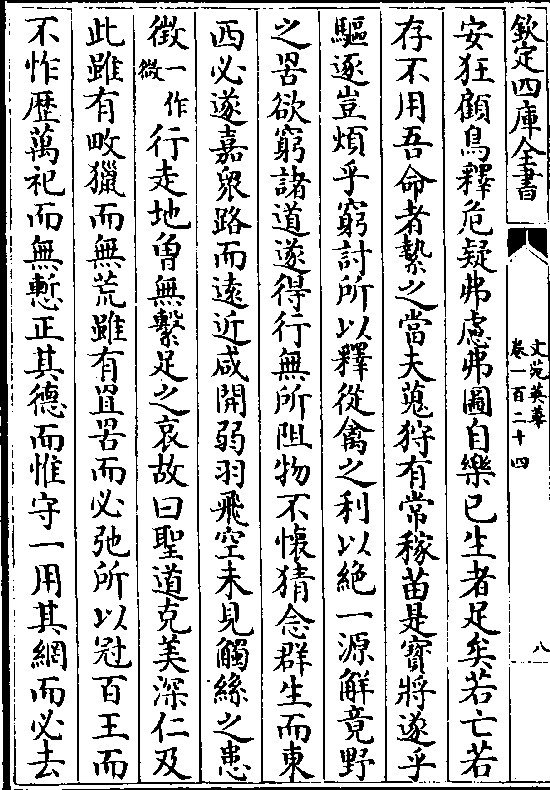 欽定四庫全書
文苑英華
卷一百二十四
八
安狂顧鳥釋危疑弗慮弗圖自樂已生者足矣若亡若
存不用吾命者縶之當夫蒐狩有常稼苗是寳將遂乎
驅逐豈煩乎窮討所以釋從禽之利以絶一源解竟野
之罟欲窮諸道遂得行無所阻物不懷猜念群生而東
西必遂嘉衆路而遠近咸開弱羽飛空未見觸絲之患
微一作徴行走地曽無繫足之哀故曰聖道克美深仁及
此雖有畋獵而無荒雖有罝罟而必弛所以冠百王而
不怍歴萬祀而無慙正其德而惟守一用其網而必去